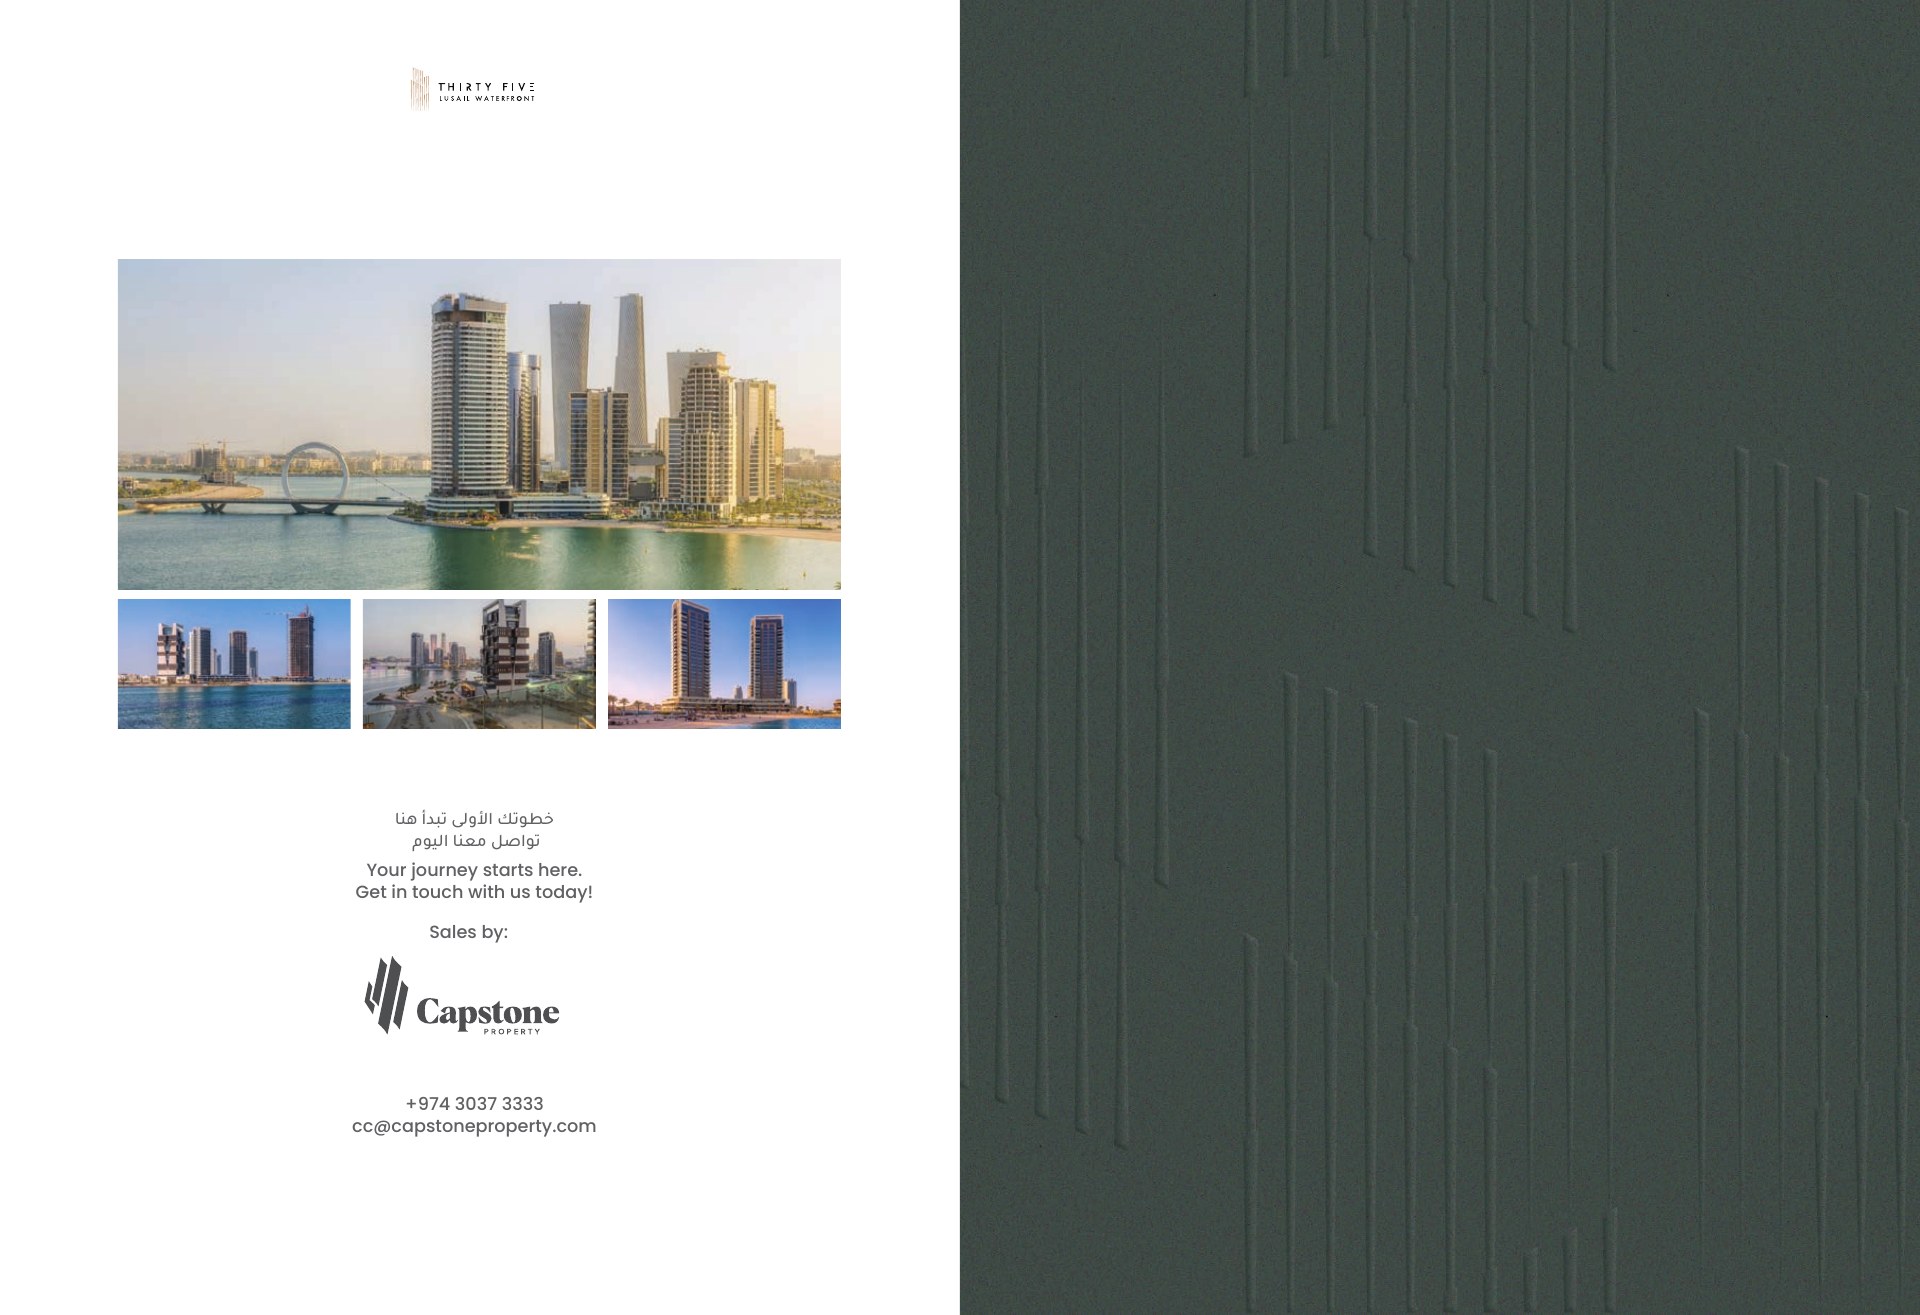 THIRTY FIVE
LUSAIL WATERFRONT
خطوتك الأولى تبدأ هنا
تواصل معنا اليوم
Your journey starts here.
Get in touch with us today!
Sales by:
Capstone
PROPERTY
+974 3037 3333
cc@capstoneproperty.com